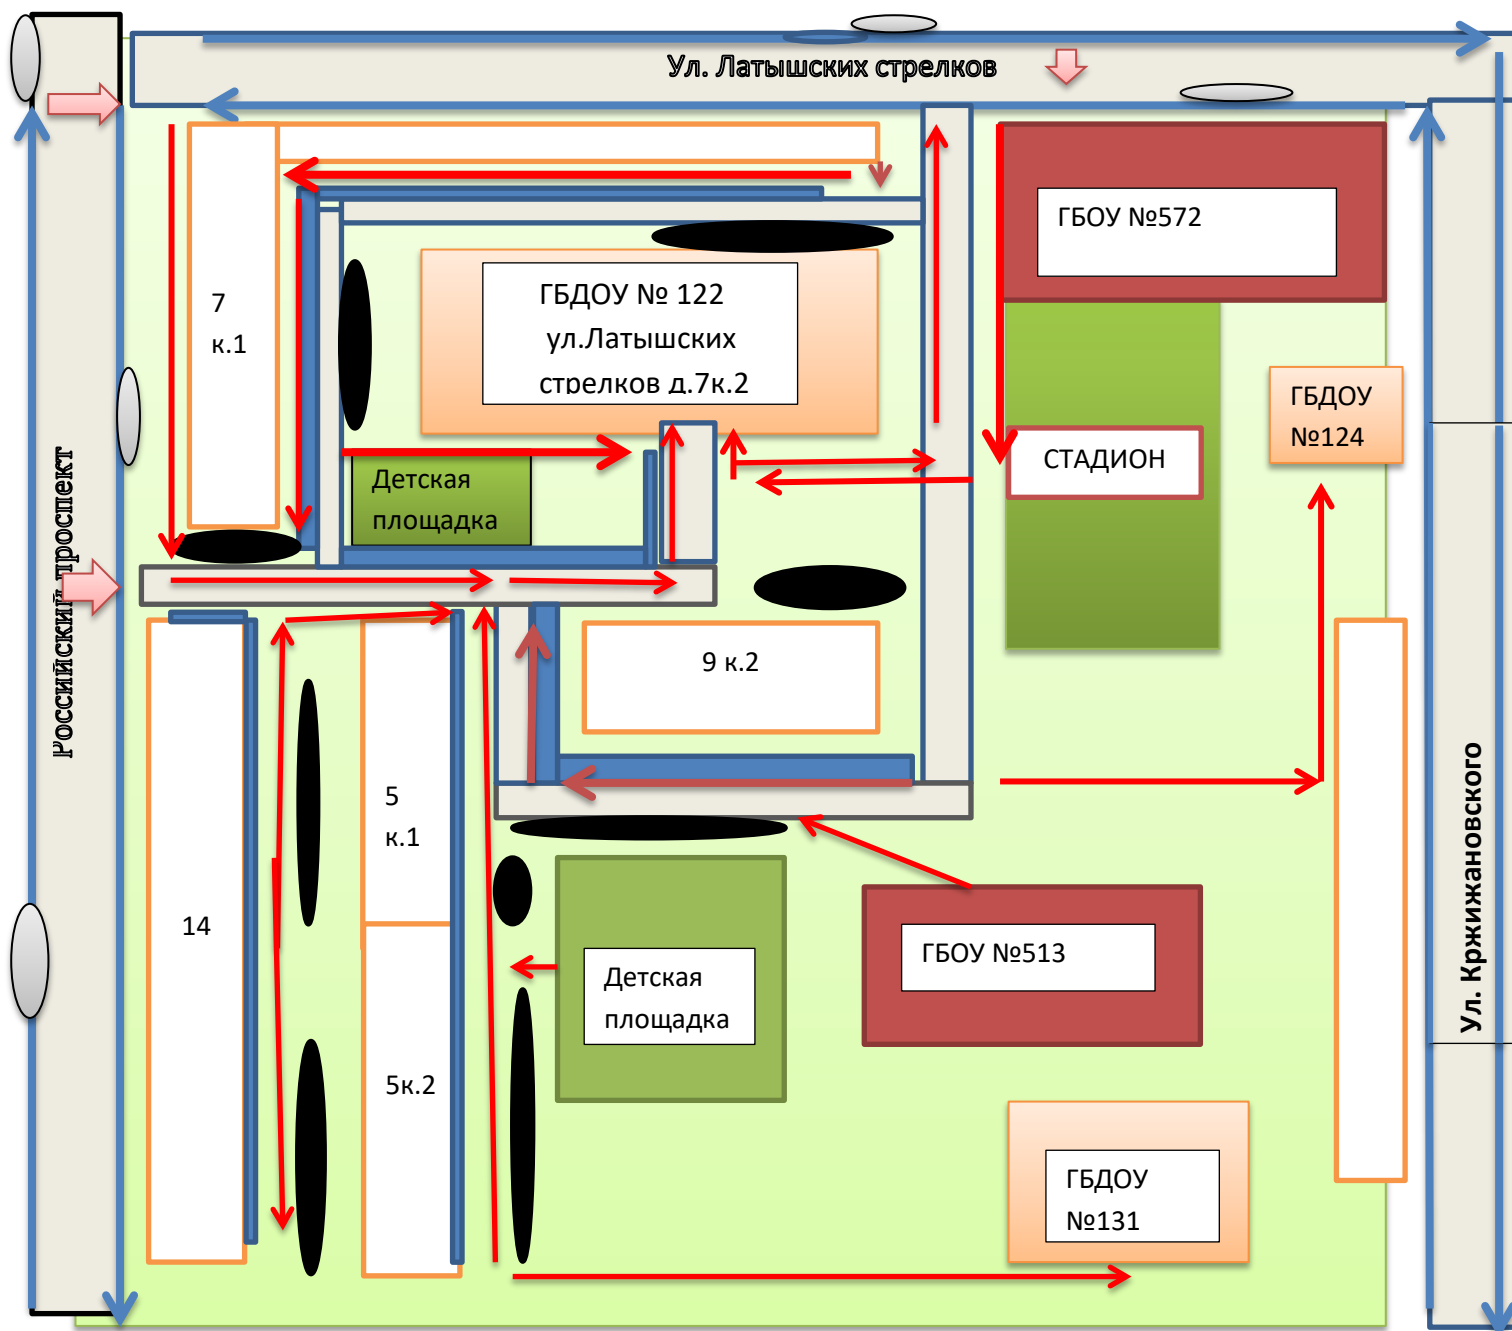 Ул. Латышских стрелков
ГБОУ №572
7
к.1
ГБДОУ № 122
ул.Латышских
стрелков д.7к.2
ГБДОУ
№124
СТАДИОН
Детская
площадка
Российский проспект
9 к.2
5
к.1
14
Ул. Кржижановского
ГБОУ №513
Детская
площадка
5к.2
ГБДОУ
№131